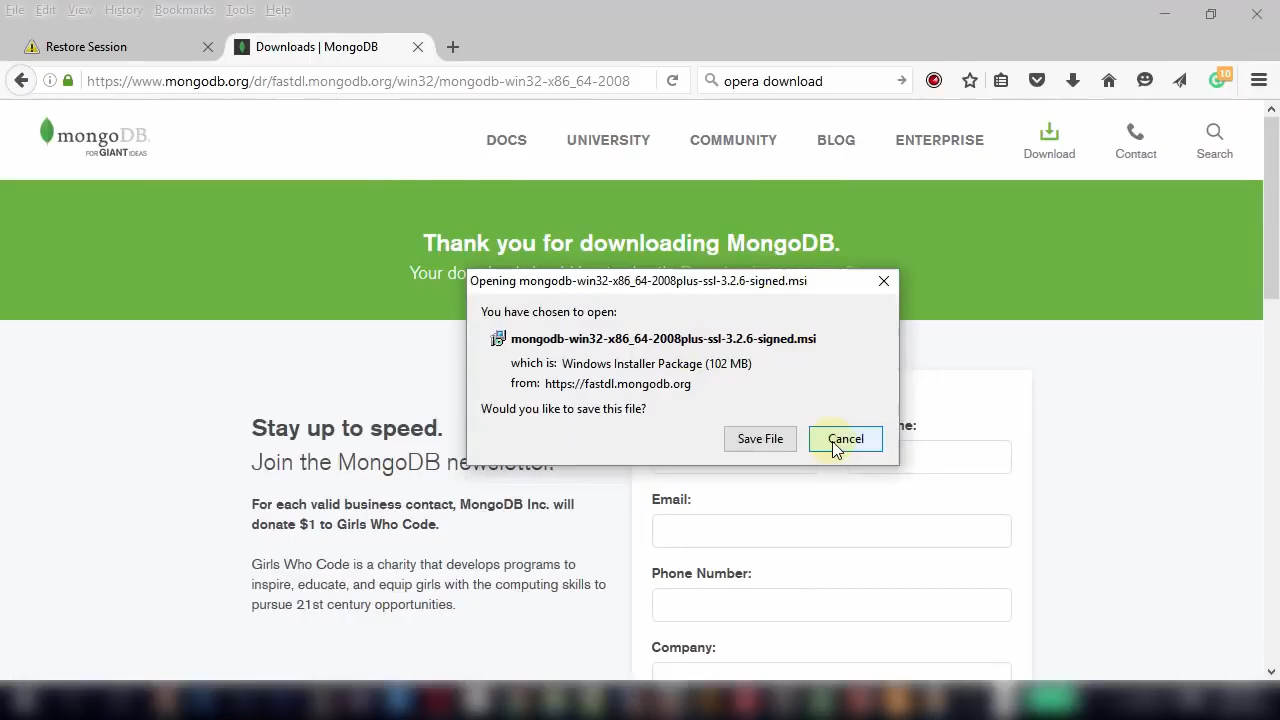 File Edit View History Bookmarks Tools Help
Restore Session
Downloads | MongoDB
https://www.mongodb.org/dr/fastdl.mongodb.org/win32/mongodb-win32-x86_64-2008
opera download
10
mongoDB.
FOR GIANT IDEAS
DOCS UNIVERSITY COMMUNITY BLOG ENTERPRISE Download Contact Search
Thank you for downloading MongoDB.
Opening mongodb-win32-x86_64-2008plus-ssl-3.2.6-signed.msi
You have chosen to open:
mongodb-win32-x86_64-2008plus-ssl-3.2.6-signed.msi
which is: Windows Installer Package (102 MB)
from: https://fastdl.mongodb.org
Would you like to save this file?
Save File Cancel
Stay up to speed.
Join the MongoDB newsletter.
For each valid business contact, MongoDB Inc. will
donate $1 to Girls Who Code.
Girls Who Code is a charity that develops programs to
inspire, educate, and equip girls with the computing skills to
pursue 21st century opportunities.
Email:
Phone Number:
Company: